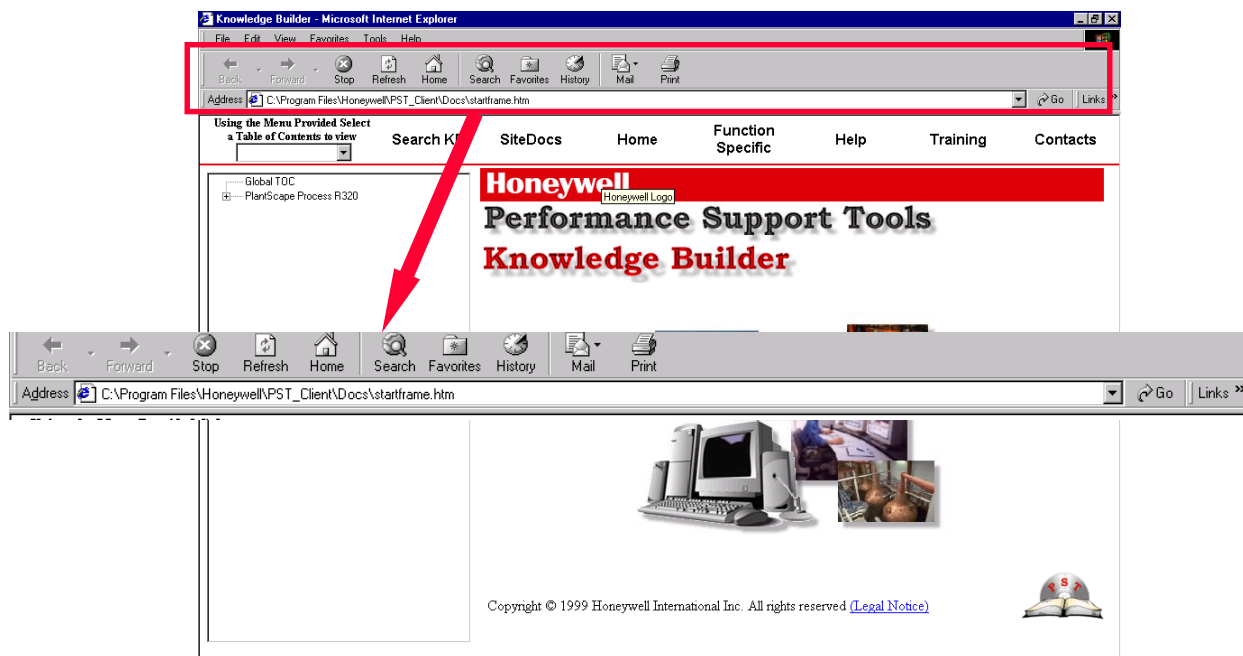 Knowledge Builder - Microsoft Internet Explorer
File Edit View Favorites Tools Help
Back Forward Stop Refresh Home Search Favorites History Mail Print
Address C:\Program Files\Honeywell\PST_Client\Docs\startframe.htm Go Links »
Using the Menu Provided Select
a Table of Contents to view
Search SiteDocs Home Function Specific Help Training Contacts
Global TOC
PlantScape Process R320
Honeywell
Honeywell Logo
Performance Support Tools
Knowledge Builder
Back Forward Stop Refresh Home Search Favorites History Mail Print
Address C:\Program Files\Honeywell\PST_Client\Docs\startframe.htm Go Links »
Copyright © 1999 Honeywell International Inc. All rights reserved (Legal Notice)
PST